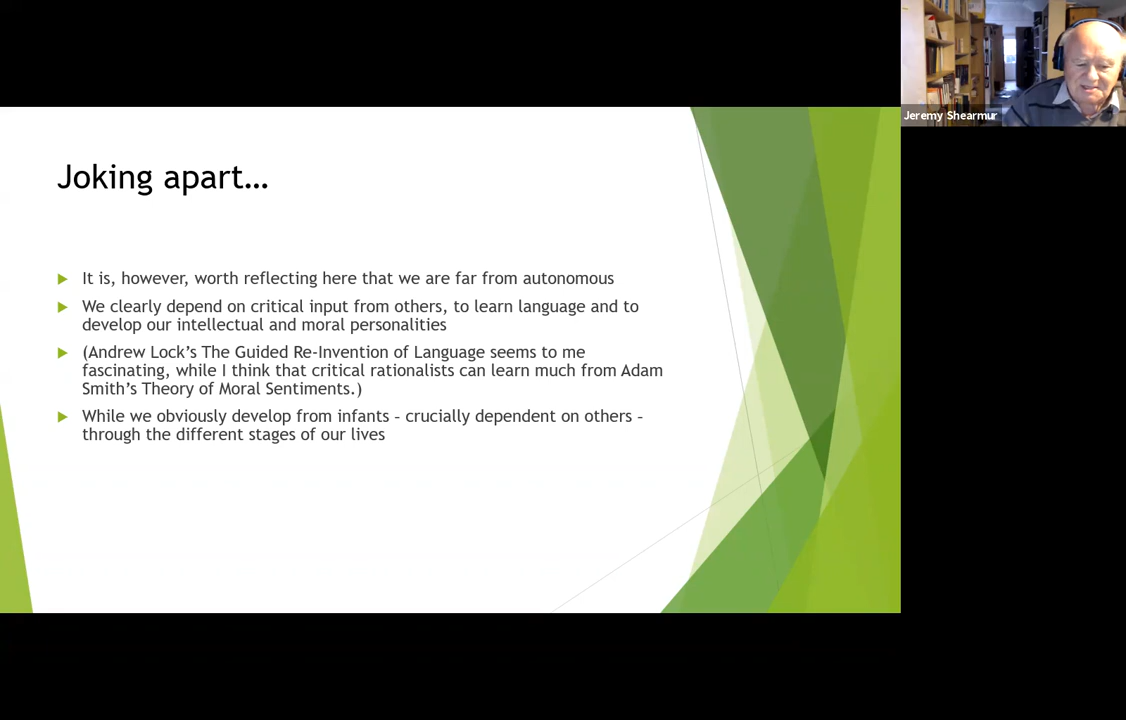 Jeremy Shearmur
Joking apart…
It is, however, worth reflecting here that we are far from autonomous
We clearly depend on critical input from others, to learn language and to
develop our intellectual and moral personalities
(Andrew Lock’s The Guided Re-Invention of Language seems to me
fascinating, while I think that critical rationalists can learn much from Adam
Smith’s Theory of Moral Sentiments.)
While we obviously develop from infants – crucially dependent on others –
through the different stages of our lives